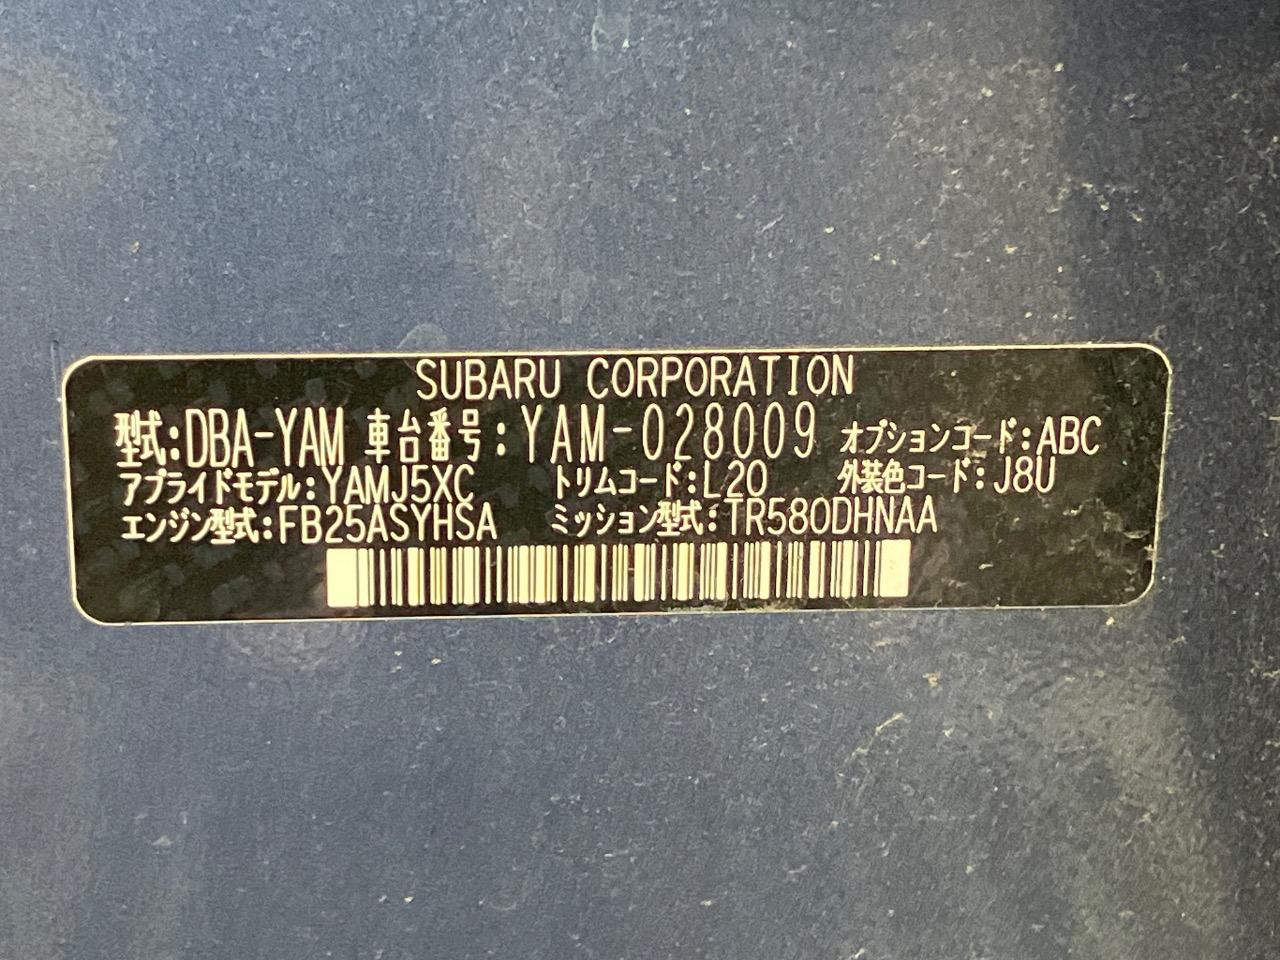 SUBARU CORPORATION
型式:DBA-YAM 車台番号:YAM-028009 オプションコード:ABC
アプライドモデル:YAMJ5XC トリムコード:L20 外装色コード:J8U
エンジン型式:FB25ASYHSA ミッション型式:TR580DHNAA